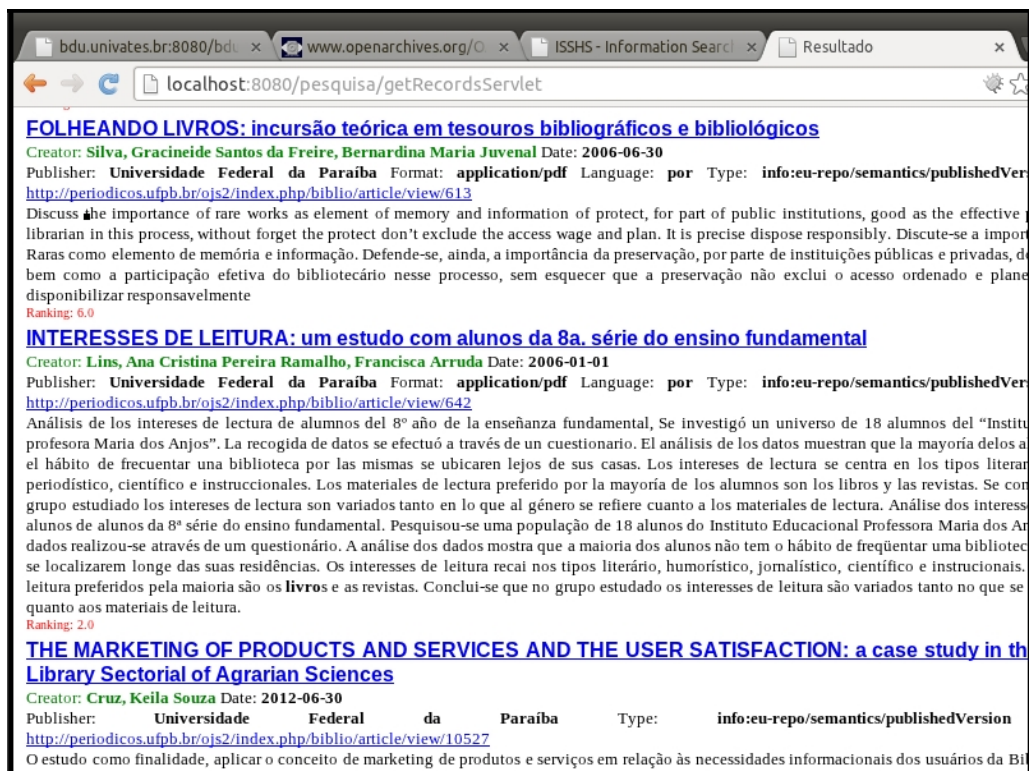 bdu.univates.br:8080/bdu
www.openarchives.org/O
ISSHS - Information Search
Resultado
localhost:8080/pesquisa/getRecordsServlet
FOLHEANDO LIVROS: incursão teórica em tesouros bibliográficos e bibliológicos
Creator: Silva, Gracineide Santos da Freire, Bernardina Maria Juvenal Date: 2006-06-30
Publisher: Universidade Federal da Paraíba Format: application/pdf Language: por Type: info:eu-repo/semantics/publishedVer
http://periodicos.ufpb.br/ojs2/index.php/biblio/article/view/613
Discuss the importance of rare works as element of memory and information of protect, for part of public institutions, good as the effective
librarian in this process, without forget the protect don't exclude the access wage and plan. It is precise dispose responsibly. Discute-se a import
Raras como elemento de memória e informação. Defende-se, ainda, a importância da preservação, por parte de instituições públicas e privadas, d
bem como a participação efetiva do bibliotecário nesse processo, sem esquecer que a preservação não exclui o acesso ordenado e plane
disponibilizar responsavelmente
Ranking: 6.0
INTERESSES DE LEITURA: um estudo com alunos da 8a. série do ensino fundamental
Creator: Lins, Ana Cristina Pereira Ramalho, Francisca Arruda Date: 2006-01-01
Publisher: Universidade Federal da Paraíba Format: application/pdf Language: por Type: info:eu-repo/semantics/publishedVer
http://periodicos.ufpb.br/ojs2/index.php/biblio/article/view/642
Análisis de los intereses de lectura de alumnos del 8º año de la enseñanza fundamental, Se investigó un universo de 18 alumnos del “Institu
profesora Maria dos Anjos”. La recogida de datos se efectuó a través de un cuestionario. El análisis de los datos muestran que la mayoría delos a
el hábito de frecuentar una biblioteca por las mismas se ubicaren lejos de sus casas. Los intereses de lectura se centra en los tipos literar
periodístico, científico e instruccionales. Los materiales de lectura preferido por la mayoría de los alumnos son los libros y las revistas. Se con
grupo estudiado los intereses de lectura son variados tanto en lo que al género se refiere cuanto a los materiales de lectura. Análise dos interess
alunos de alunos da 8ª série do ensino fundamental. Pesquisou-se uma população de 18 alunos do Instituto Educacional Professora Maria dos An
dados realizou-se através de um questionário. A análise dos dados mostra que a maioria dos alunos não tem o hábito de freqüentar uma bibliotec
se localizarem longe das suas residências. Os interesses de leitura recai nos tipos literário, humorístico, jornalístico, científico e instrucionais.
leitura preferidos pela maioria são os livros e as revistas. Conclui-se que no grupo estudado os interesses de leitura são variados tanto no que se
quanto aos materiais de leitura.
Ranking: 2.0
THE MARKETING OF PRODUCTS AND SERVICES AND THE USER SATISFACTION: a case study in th
Library Sectorial of Agrarian Sciences
Creator: Cruz, Keila Souza Date: 2012-06-30
Publisher: Universidade Federal da Paraíba Type: info:eu-repo/semantics/publishedVersion
http://periodicos.ufpb.br/ojs2/index.php/biblio/article/view/10527
O estudo como finalidade, aplicar o conceito de marketing de produtos e serviços em relação às necessidades informacionais dos usuários da Bil